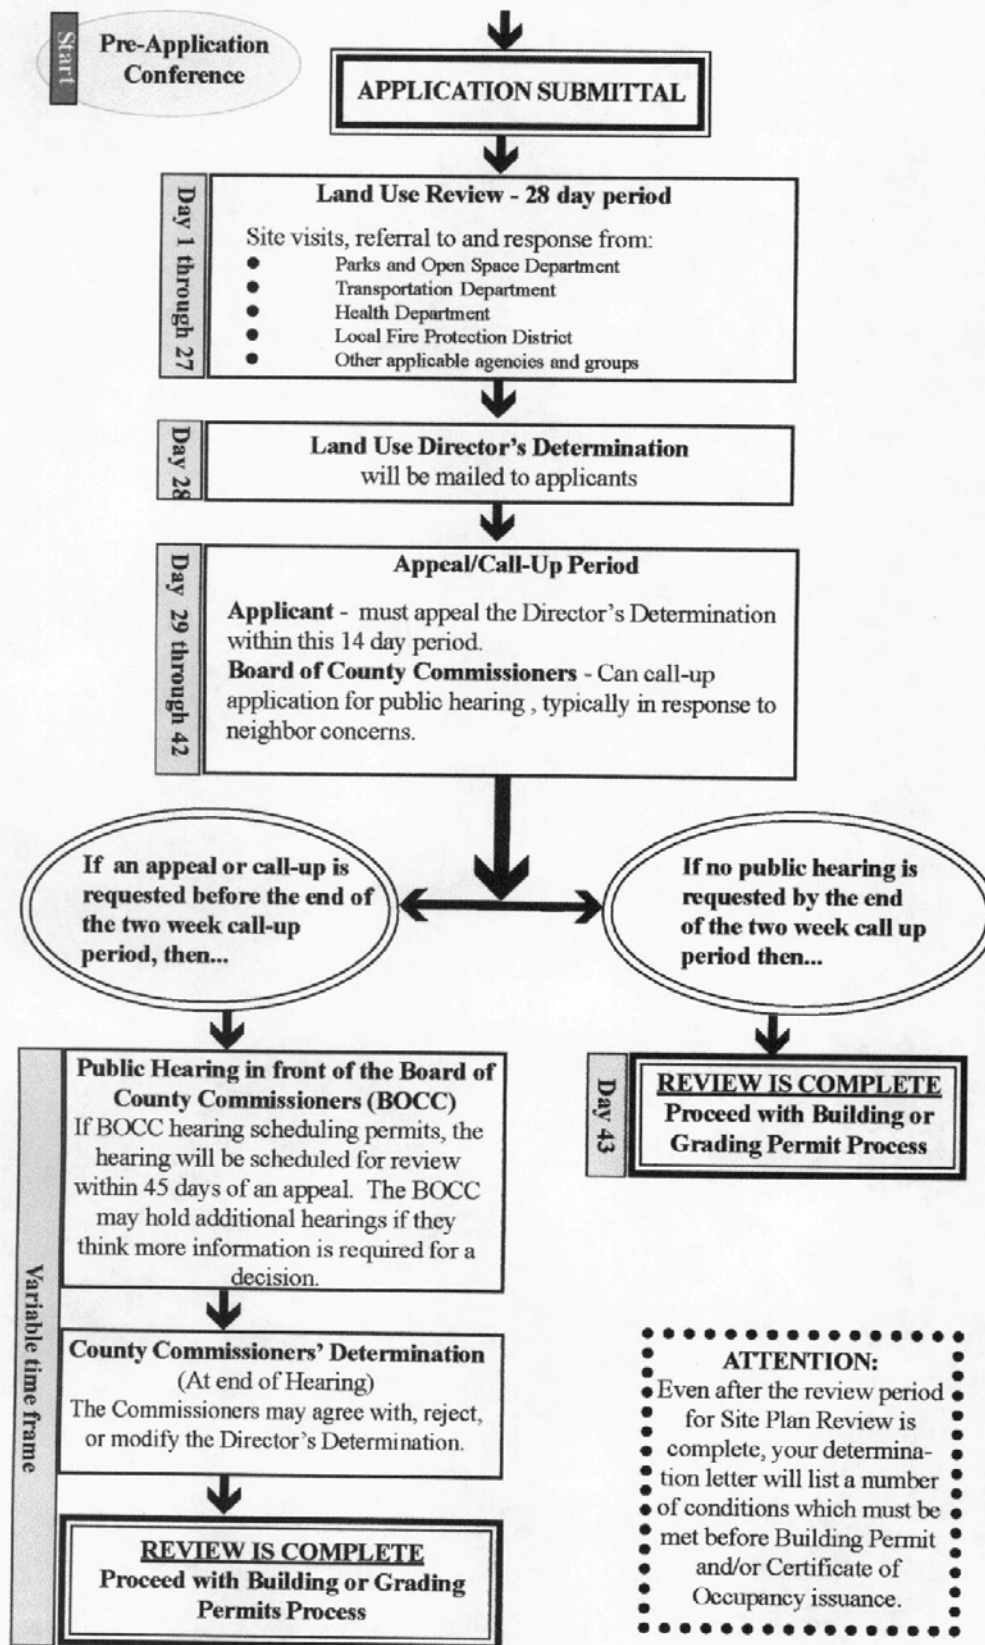 Start
Pre-Application
Conference
APPLICATION SUBMITTAL
Day 1 through 27
Land Use Review - 28 day period
Site visits, referral to and response from:
● Parks and Open Space Department
● Transportation Department
● Health Department
● Local Fire Protection District
● Other applicable agencies and groups
Day 28
Land Use Director's Determination
will be mailed to applicants
Day 29 through 42
Appeal/Call-Up Period
Applicant - must appeal the Director's Determination
within this 14 day period.
Board of County Commissioners - Can call-up
application for public hearing , typically in response to
neighbor concerns.
If an appeal or call-up is
requested before the end of
the two week call-up
period, then...
If no public hearing is
requested by the end
of the two week call up
period then...
Variable time frame
Public Hearing in front of the Board of
County Commissioners (BOCC)
If BOCC hearing scheduling permits, the
hearing will be scheduled for review
within 45 days of an appeal. The BOCC
may hold additional hearings if they
think more information is required for a
decision.
Day 43
REVIEW IS COMPLETE
Proceed with Building or
Grading Permit Process
County Commissioners' Determination
(At end of Hearing)
The Commissioners may agree with, reject,
or modify the Director's Determination.
REVIEW IS COMPLETE
Proceed with Building or Grading
Permits Process
ATTENTION:
Even after the review period
for Site Plan Review is
complete, your determina-
tion letter will list a number
of conditions which must be
met before Building Permit
and/or Certificate of
Occupancy issuance.